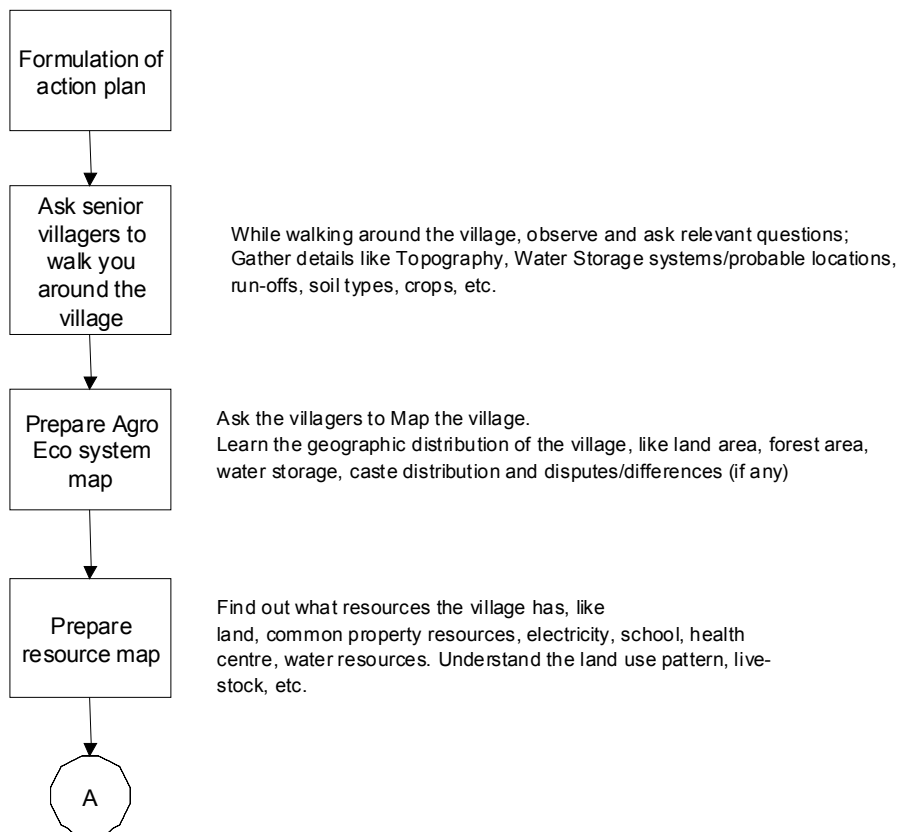 Formulation of
action plan
Ask senior
villagers to
walk you
around the
village
While walking around the village, observe and ask relevant questions;
Gather details like Topography, Water Storage systems/probable locations,
run-offs, soil types, crops, etc.
Prepare Agro
Eco system
map
Ask the villagers to Map the village.
Learn the geographic distribution of the village, like land area, forest area,
water storage, caste distribution and disputes/differences (if any)
Prepare
resource map
Find out what resources the village has, like
land, common property resources, electricity, school, health
centre, water resources. Understand the land use pattern, live-
stock, etc.
A